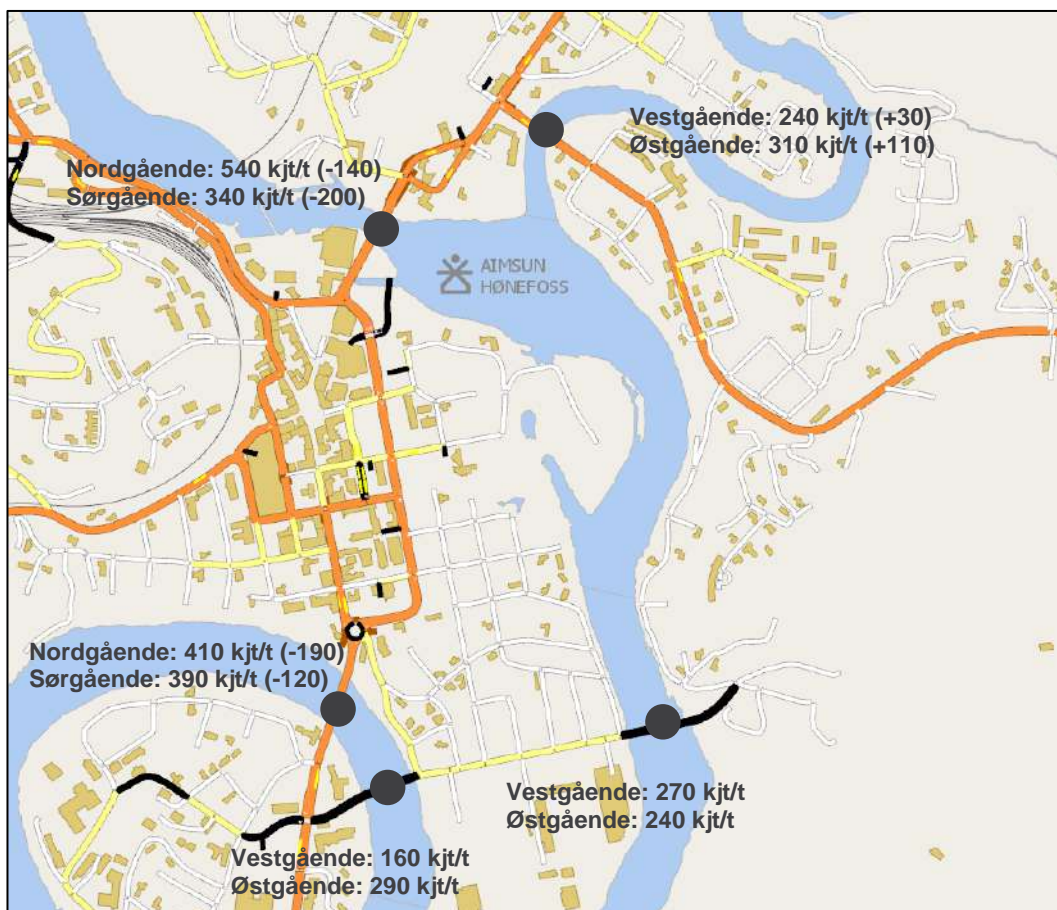 Vestgående: 240 kjt/t (+30)
Østgående: 310 kjt/t (+110)
Nordgående: 540 kjt/t (-140)
Sørgående: 340 kjt/t (-200)
AIMSUN
HØNEFOSS
Nordgående: 410 kjt/t (-190)
Sørgående: 390 kjt/t (-120)
Vestgående: 270 kjt/t
Østgående: 240 kjt/t
Vestgående: 160 kjt/t
Østgående: 290 kjt/t